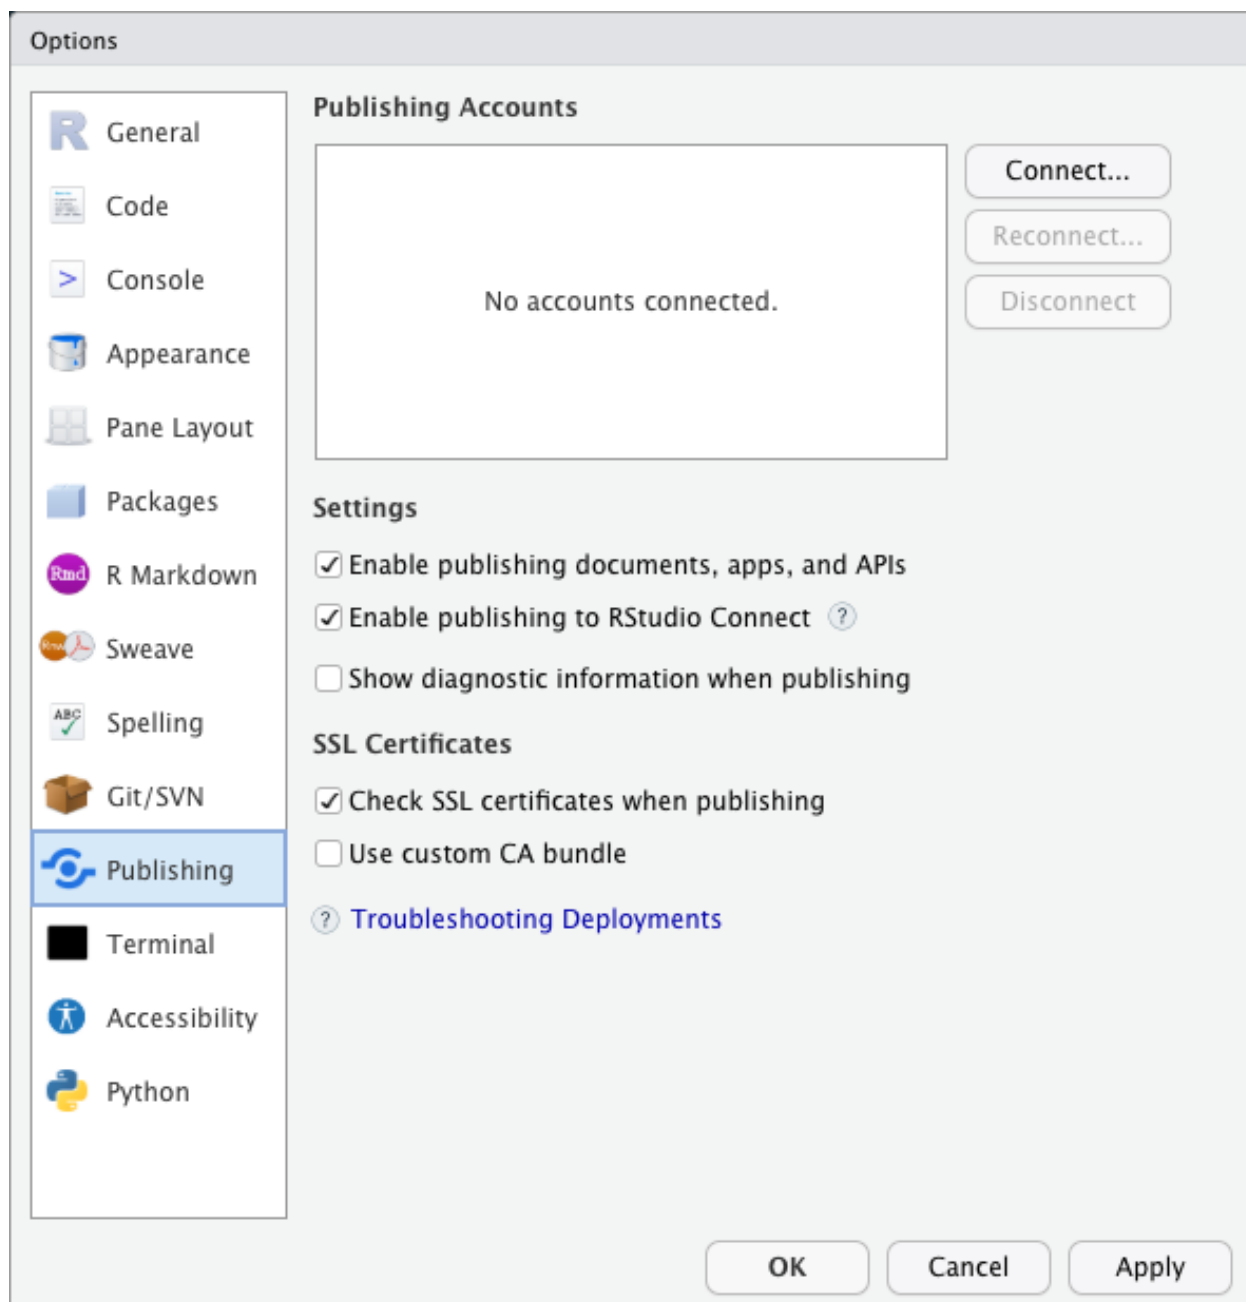 Options
General
Code
Console
Appearance
Pane Layout
Packages
Rmd R Markdown
Rnw Sweave
ABC Spelling
Git/SVN
Publishing
Terminal
Accessibility
Python
Publishing Accounts
No accounts connected.
Connect...
Reconnect...
Disconnect
Settings
Enable publishing documents, apps, and APIs
Enable publishing to RStudio Connect ?
Show diagnostic information when publishing
SSL Certificates
Check SSL certificates when publishing
Use custom CA bundle
? Troubleshooting Deployments
OK
Cancel
Apply